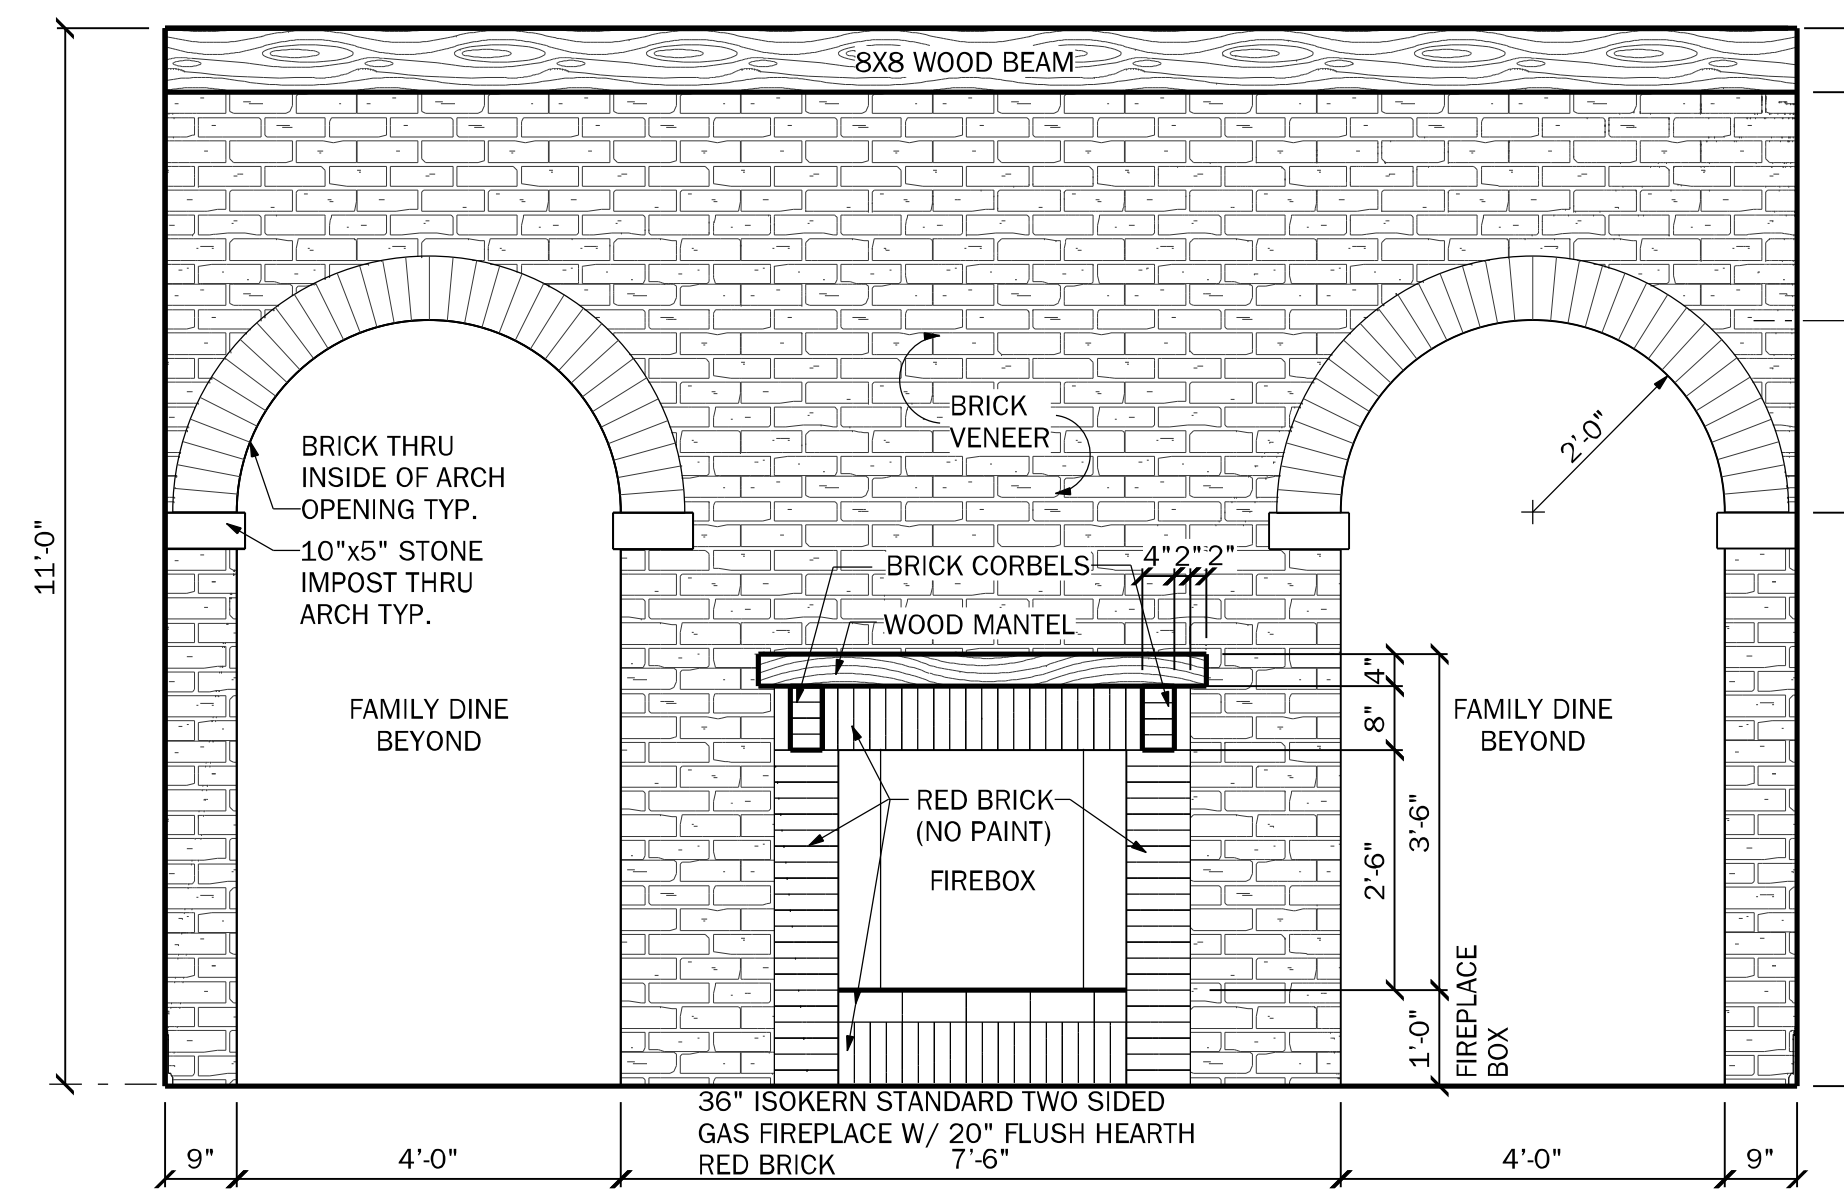 8X8 WOOD BEAM
11'-0"
BRICK THRU
INSIDE OF ARCH
OPENING TYP.
10"x5" STONE
IMPOST THRU
ARCH TYP.
BRICK
VENEER
2'-0"
BRICK CORBELS
4" 2" 2"
WOOD MANTEL
FAMILY DINE
BEYOND
4"
8"
2'-6"
3'-6"
1'-0"
FIREPLACE
BOX
FAMILY DINE
BEYOND
RED BRICK
(NO PAINT)
FIREBOX
36" ISOKERN STANDARD TWO SIDED
GAS FIREPLACE W/ 20" FLUSH HEARTH
RED BRICK
9" 4'-0" 7'-6" 4'-0" 9"